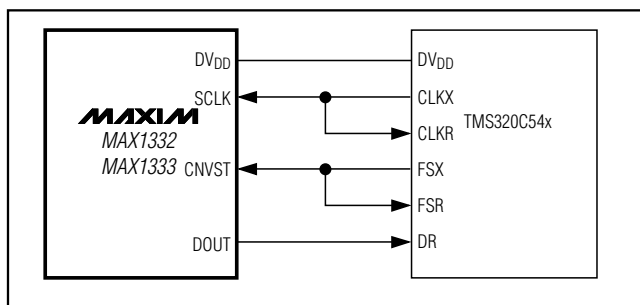 DVDD DVDD
SCLK CLKX
MAXIM TMS320C54x
MAX1332 CLKR
MAX1333 CNVST FSX
FSR
DOUT DR